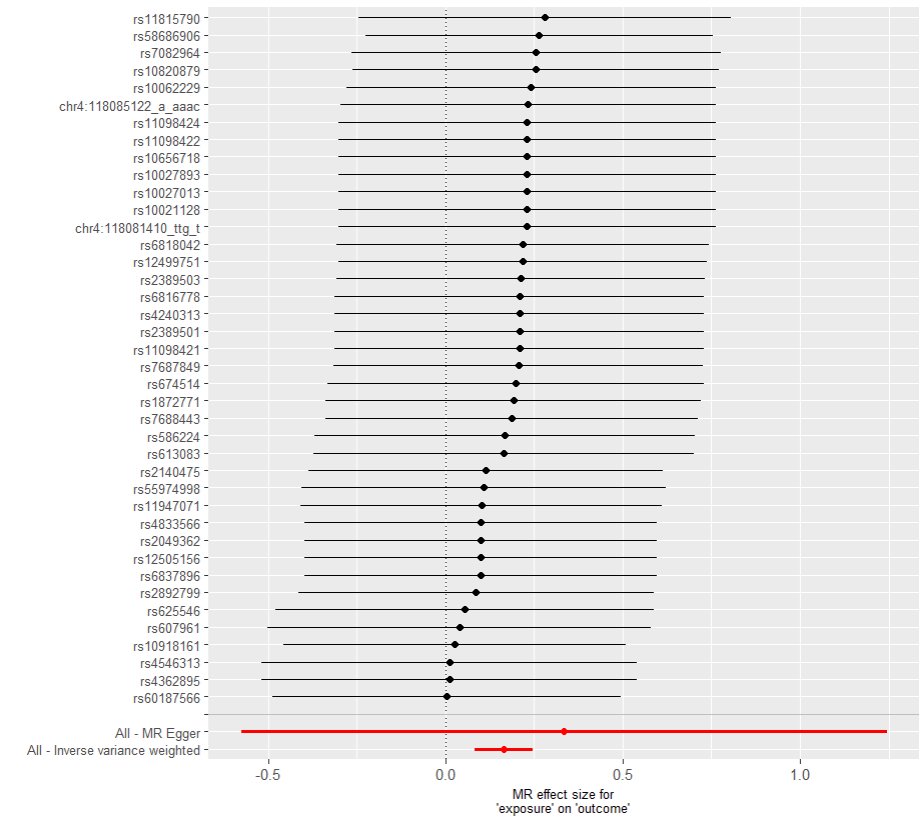 rs11815790
rs58686906
rs7082964
rs10820879
rs10062229
chr4:118085122_a_aaac
rs11098424
rs11098422
rs10656718
rs10027893
rs10027013
rs10021128
chr4:118081410_ttg_t
rs6818042
rs12499751
rs2389503
rs6816778
rs4240313
rs2389501
rs11098421
rs7687849
rs674514
rs1872771
rs7688443
rs586224
rs613083
rs2140475
rs55974998
rs11947071
rs4833566
rs2049362
rs12505156
rs6837896
rs2892799
rs625546
rs607961
rs10918161
rs4546313
rs4362895
rs60187566
All - MR Egger
All - Inverse variance weighted
-0.5 0.0 0.5 1.0
MR effect size for
'exposure' on 'outcome'